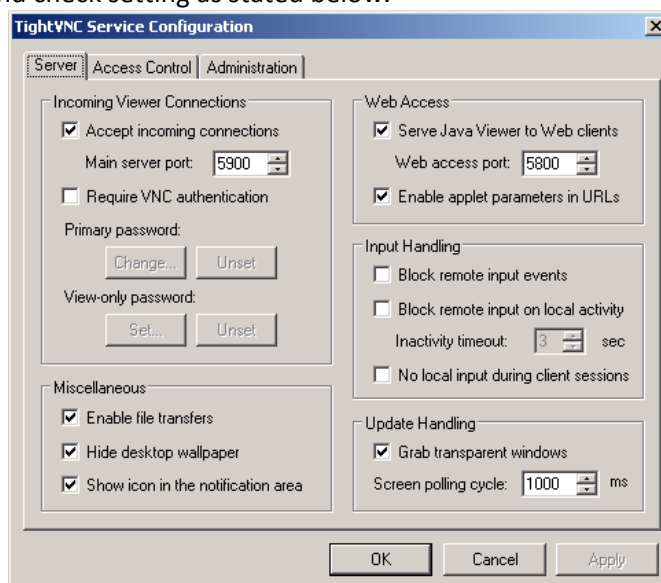 TightVNC Service Configuration
Server
Access Control
Administration
Incoming Viewer Connections
Accept incoming connections
Main server port: 5900
Require VNC authentication
Primary password:
Change... Unset
View-only password:
Set... Unset
Miscellaneous
Enable file transfers
Hide desktop wallpaper
Show icon in the notification area
Web Access
Serve Java Viewer to Web clients
Web access port: 5800
Enable applet parameters in URLs
Input Handling
Block remote input events
Block remote input on local activity
Inactivity timeout: 3 sec
No local input during client sessions
Update Handling
Grab transparent windows
Screen polling cycle: 1000 ms
OK Cancel Apply